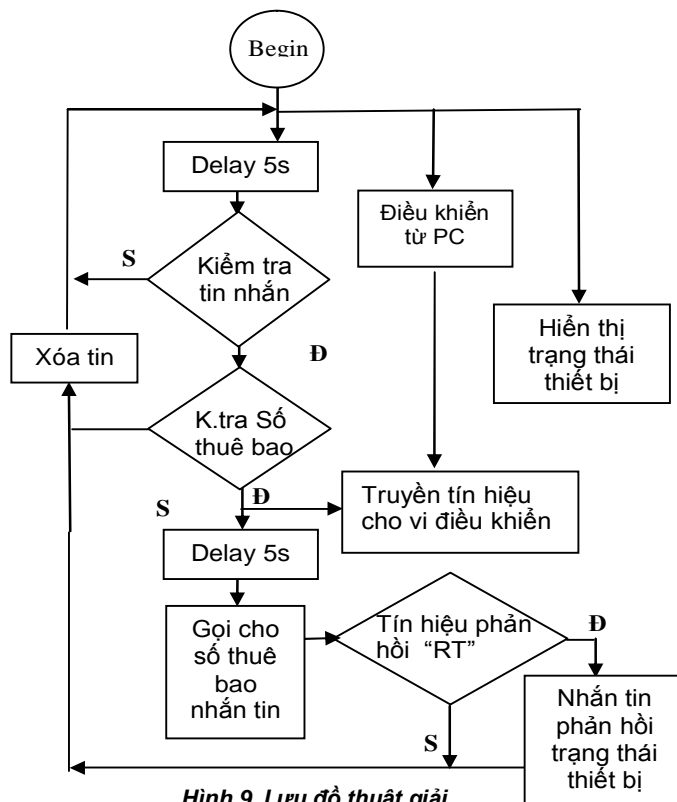 Begin
Delay 5s
Điều khiển
từ PC
S
Kiểm tra
tin nhắn
Hiển thị
trạng thái
thiết bị
Xóa tin
Đ
K.tra Số
thuê bao
Truyền tín hiệu
cho vi điều khiển
S
Đ
Delay 5s
Gọi cho
số thuê
bao
nhắn tin
Tín hiệu phản
hồi “RT”
Đ
Nhắn tin
phản hồi
trạng thái
thiết bị
S
Hình 9. Lưu đồ thuật giải